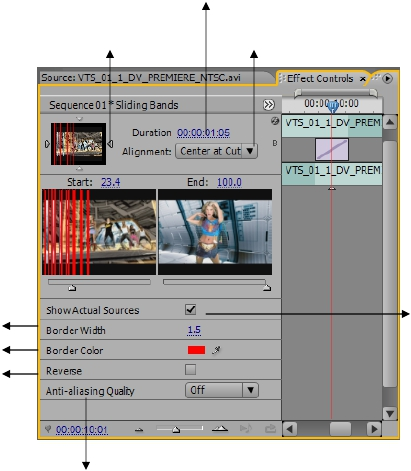 Source: VTS_01_1_DV_PREMIERE_NTSC.avi
Effect Controls ×
Sequence 01 * Sliding Bands
00:00:10:00
Duration 00:00:01:05
Alignment: Center at Cut
VTS_01_1_DV_PREM
B
VTS_01_1_DV_PREM
Start: 23.4
End: 100.0
Show Actual Sources
Border Width 1.5
Border Color
Reverse
Anti-aliasing Quality Off
00:00:10:01